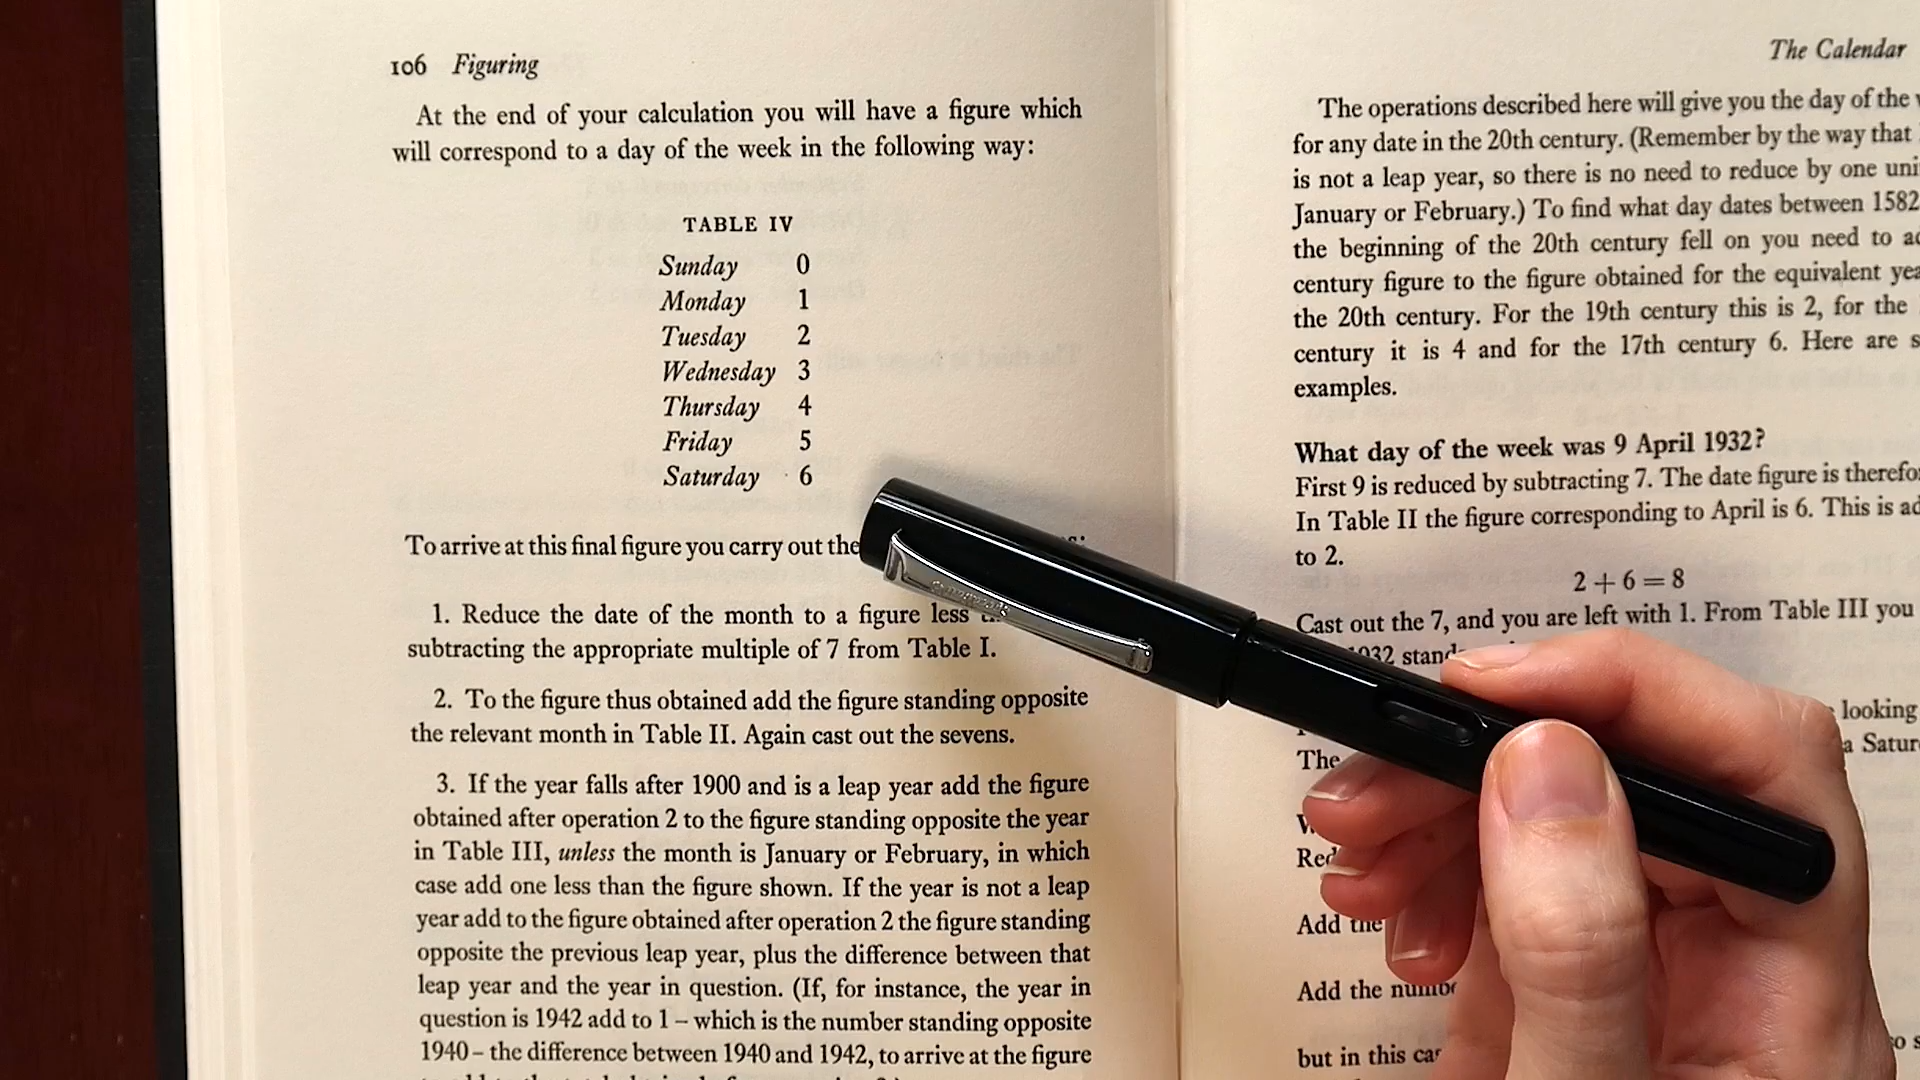 106 Figuring
At the end of your calculation you will have a figure which
will correspond to a day of the week in the following way:
TABLE IV
Sunday 0
Monday 1
Tuesday 2
Wednesday 3
Thursday 4
Friday 5
Saturday 6
To arrive at this final figure you carry out the
1. Reduce the date of the month to a figure less
subtracting the appropriate multiple of 7 from Table I.
2. To the figure thus obtained add the figure standing opposite
the relevant month in Table II. Again cast out the sevens.
3. If the year falls after 1900 and is a leap year add the figure
obtained after operation 2 to the figure standing opposite the year
in Table III, unless the month is January or February, in which
case add one less than the figure shown. If the year is not a leap
year add to the figure obtained after operation 2 the figure standing
opposite the previous leap year, plus the difference between that
leap year and the year in question. (If, for instance, the year in
question is 1942 add to 1 – which is the number standing opposite
1940 – the difference between 1940 and 1942, to arrive at the figure
The Calendar
The operations described here will give you the day of the
for any date in the 20th century. (Remember by the way that
is not a leap year, so there is no need to reduce by one
January or February.) To find what day dates between 1582
the beginning of the 20th century fell on you need to
century figure to the figure obtained for the equivalent
the 20th century. For the 19th century this is 2, for the
century it is 4 and for the 17th century 6. Here are
examples.
What day of the week was 9 April 1932?
First 9 is reduced by subtracting 7. The date figure is
In Table II the figure corresponding to April is 6. This is
to 2.
2 + 6 = 8
Cast out the 7, and you are left with 1. From Table III you
looking
The a
Add the
Add the
but in this